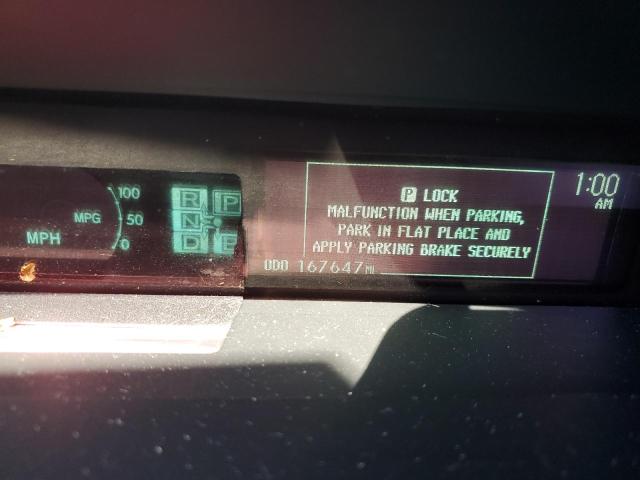 100
MPG 50
MPH 0
R P
N
D B
P LOCK
MALFUNCTION WHEN PARKING,
PARK IN FLAT PLACE AND
APPLY PARKING BRAKE SECURELY
ODO 167647 MI
1:00
AM